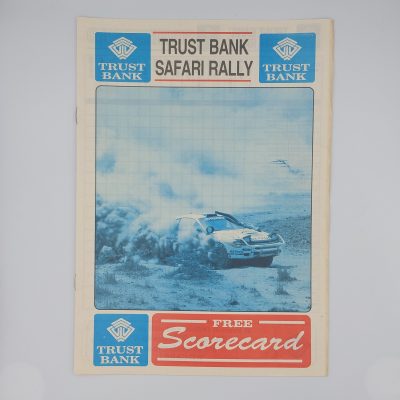 TRUST
BANK
TRUST BANK
SAFARI RALLY
TRUST
BANK
TRUST
BANK
FREE
Scorecard